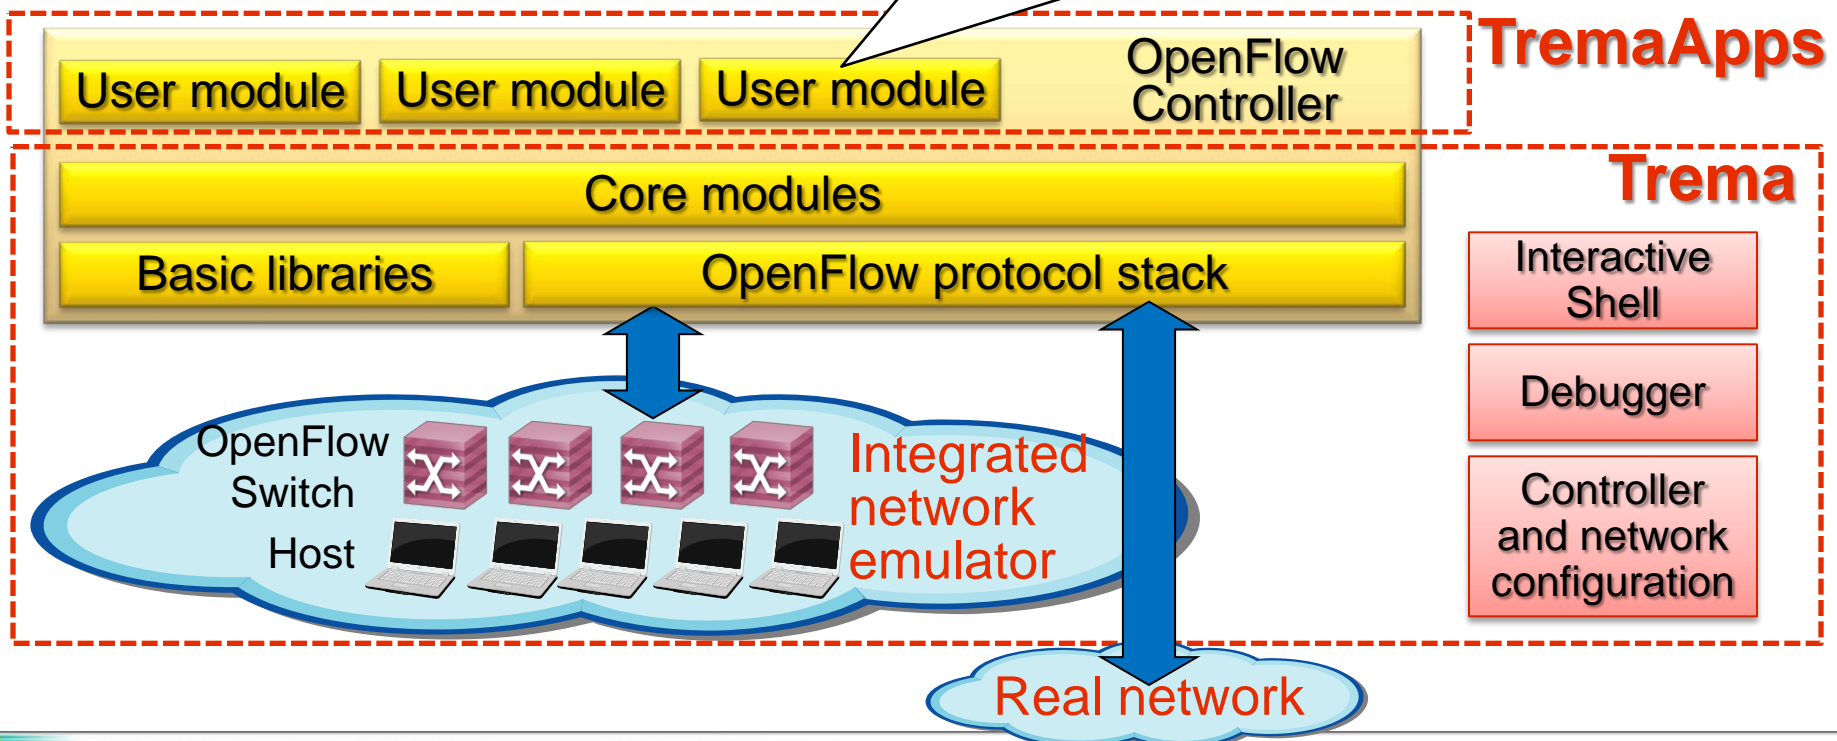 TremaApps
OpenFlow
Controller
User module
User module
User module
Trema
Core modules
Basic libraries
OpenFlow protocol stack
Interactive
Shell
Debugger
Controller
and network
configuration
OpenFlow
Switch
Host
Integrated
network
emulator
Real network